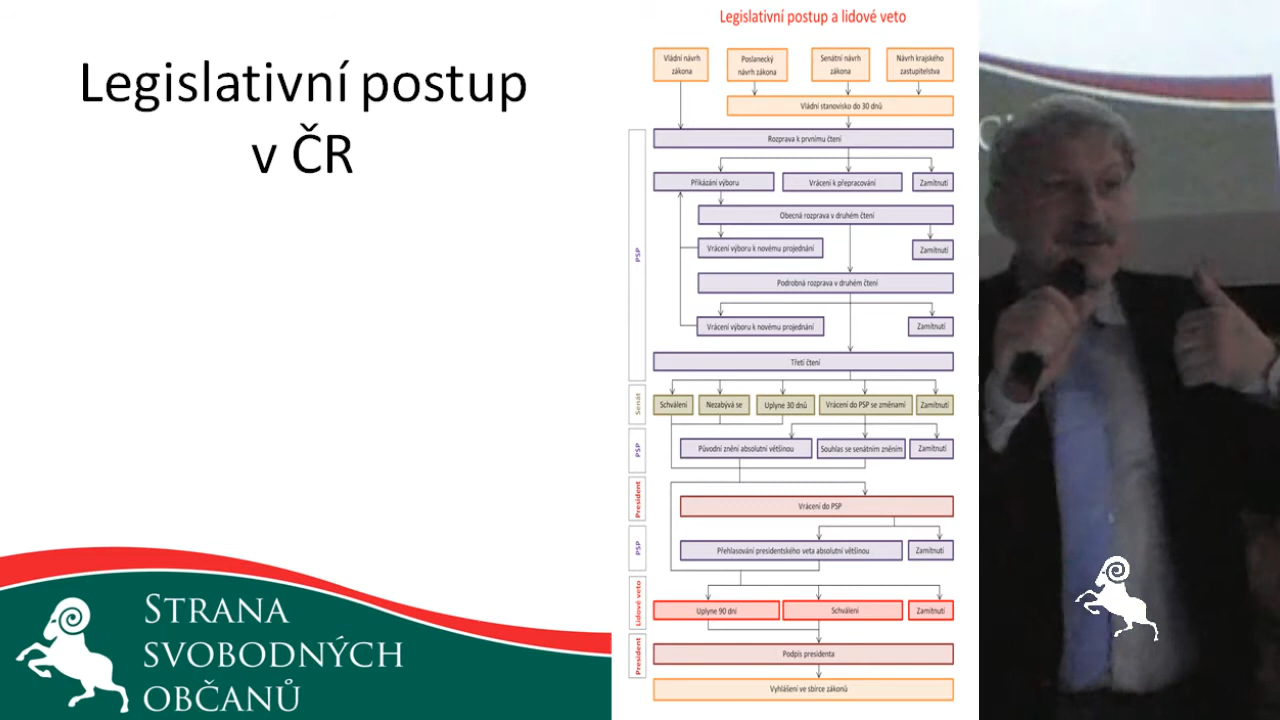 Legislativní postup
v ČR
STRANA
SVOBODNÝCH
OBČANŮ
Legislativní postup a lidové veto
Vládní návrh
zákona
Poslanecký
návrh zákona
Senátní návrh
zákona
Návrh krajského
zastupitelstva
Vládní stanovisko do 30 dnů
PSP
Rozprava k prvnímu čtení
Přikázání výboru
Vrácení k přepracování
Zamítnutí
Obecná rozprava v druhém čtení
Vrácení výboru k novému projednání
Zamítnutí
Podrobná rozprava v druhém čtení
Vrácení výboru k novému projednání
Zamítnutí
Třetí čtení
Senát
Schválení
Nezabývá se
Uplyne 30 dnů
Vrácení do PSP se změnami
Zamítnutí
PSP
Původní znění absolutní většinou
Souhlas se senátním zněním
Zamítnutí
President
Vrácení do PSP
PSP
Přehlasování presidentského veta absolutní většinou
Zamítnutí
Lidové veto
Uplyne 90 dní
Schválení
Zamítnutí
President
Podpis presidenta
Vyhlášení ve sbírce zákonů